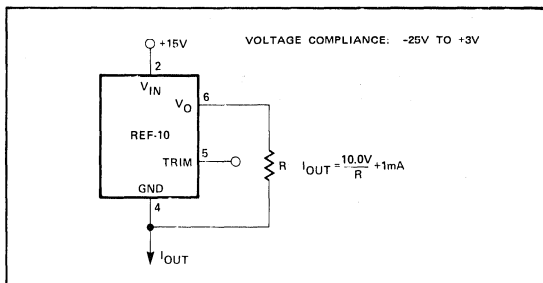 +15V
VOLTAGE COMPLIANCE: -25V TO +3V
2
VIN
6
VO
REF-10
5
TRIM
R
IOUT = 10.0V/R + 1mA
GND
4
IOUT